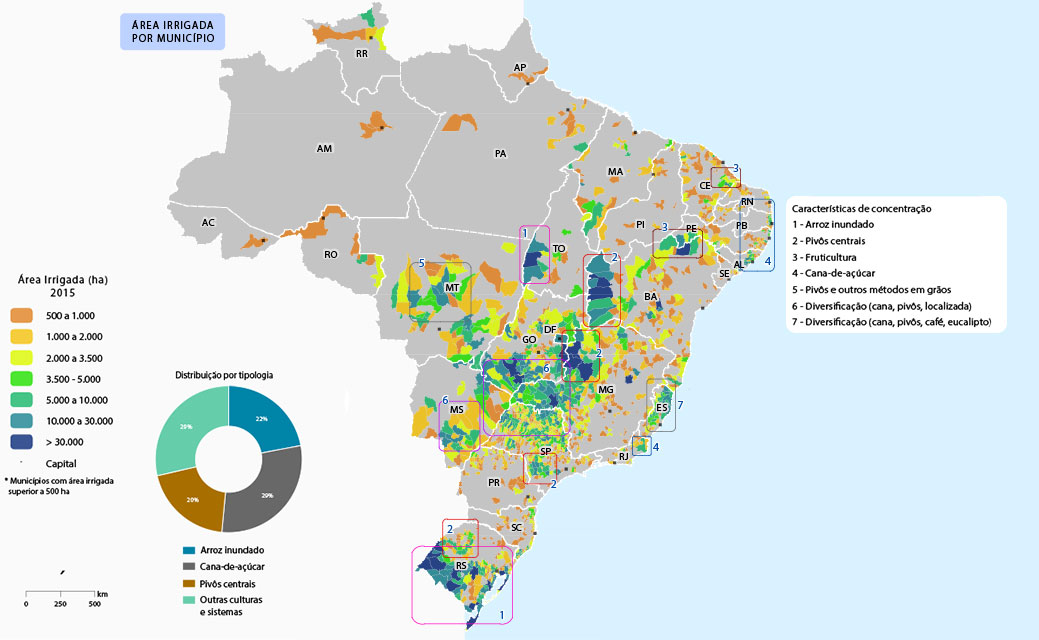 ÁREA IRRIGADA
POR MUNICÍPIO
RR
AP
AM
PA
MA
CE
3
RN
PB
PI
3
PE
4
AL
SE
AC
RO
1
TO
2
BA
5
MT
DF
GO
2
6
MG
6
MS
ES
7
SP
RJ
4
PR
2
SC
2
RS
1
Características de concentração
1 - Arroz inundado
2 - Pivôs centrais
3 - Fruticultura
4 - Cana-de-açúcar
5 - Pivôs e outros métodos em grãos
6 - Diversificação (cana, pivôs, localizada)
7 - Diversificação (cana, pivôs, café, eucalipto)
Área Irrigada (ha)
2015
500 a 1.000
1.000 a 2.000
2.000 a 3.500
3.500 - 5.000
5.000 a 10.000
10.000 a 30.000
> 30.000
Capital
* Municípios com área irrigada
superior a 500 ha
Distribuição por tipologia
22%
29%
20%
29%
Arroz inundado
Cana-de-açúcar
Pivôs centrais
Outras culturas
e sistemas
km
0 250 500